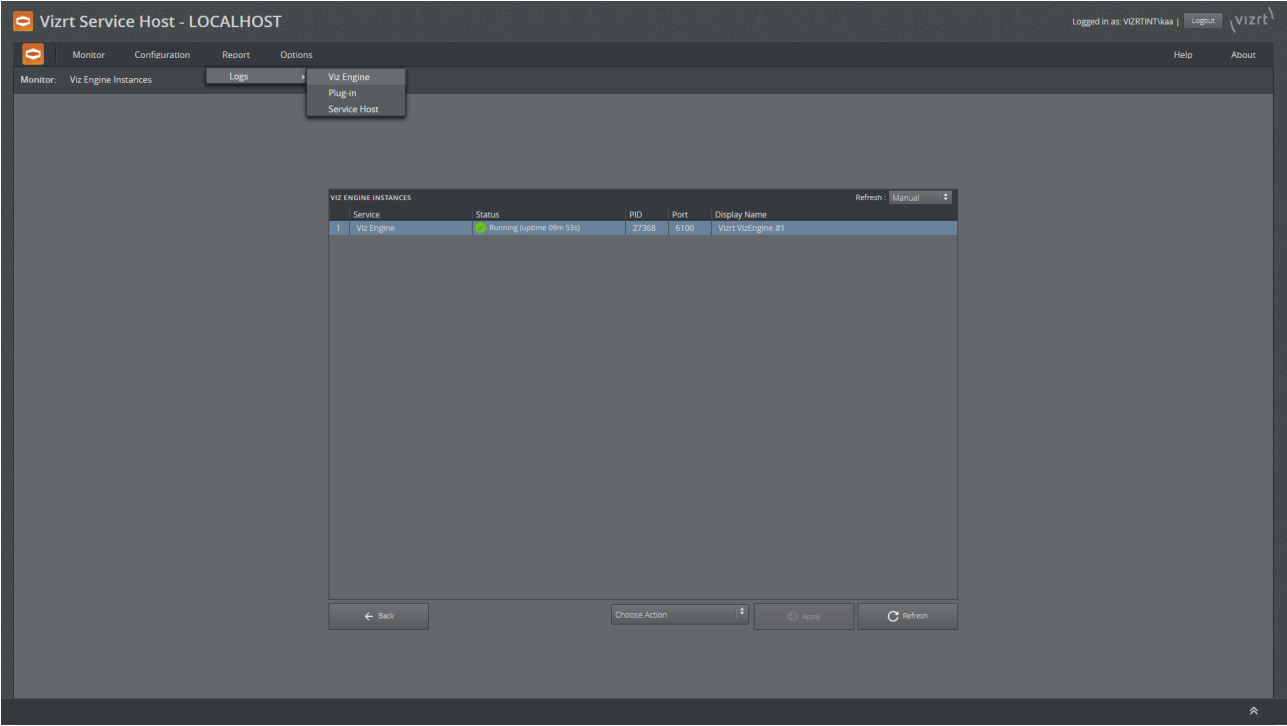 Vizrt Service Host - LOCALHOST
Logged in as: VIZRTINT\kaa | Logout vizrt
Monitor Configuration Report Options Help About
Monitor: Viz Engine Instances
Logs Viz Engine
Plug-in
Service Host
VIZ ENGINE INSTANCES Refresh : Manual
Service Status PID Port Display Name
1 Viz Engine Running (uptime 09m 53s) 27368 6100 Vizrt VizEngine #1
Back Choose Action Apply Refresh